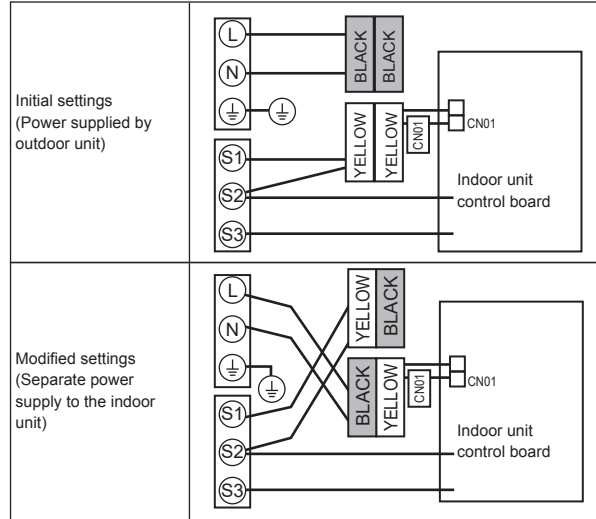 Initial settings
(Power supplied by
outdoor unit)
L
N
S1
S2
S3
BLACK
BLACK
YELLOW
YELLOW
CN01
CN01
Indoor unit
control board
Modified settings
(Separate power
supply to the indoor
unit)
L
N
S1
S2
S3
YELLOW
BLACK
BLACK
YELLOW
CN01
CN01
Indoor unit
control board